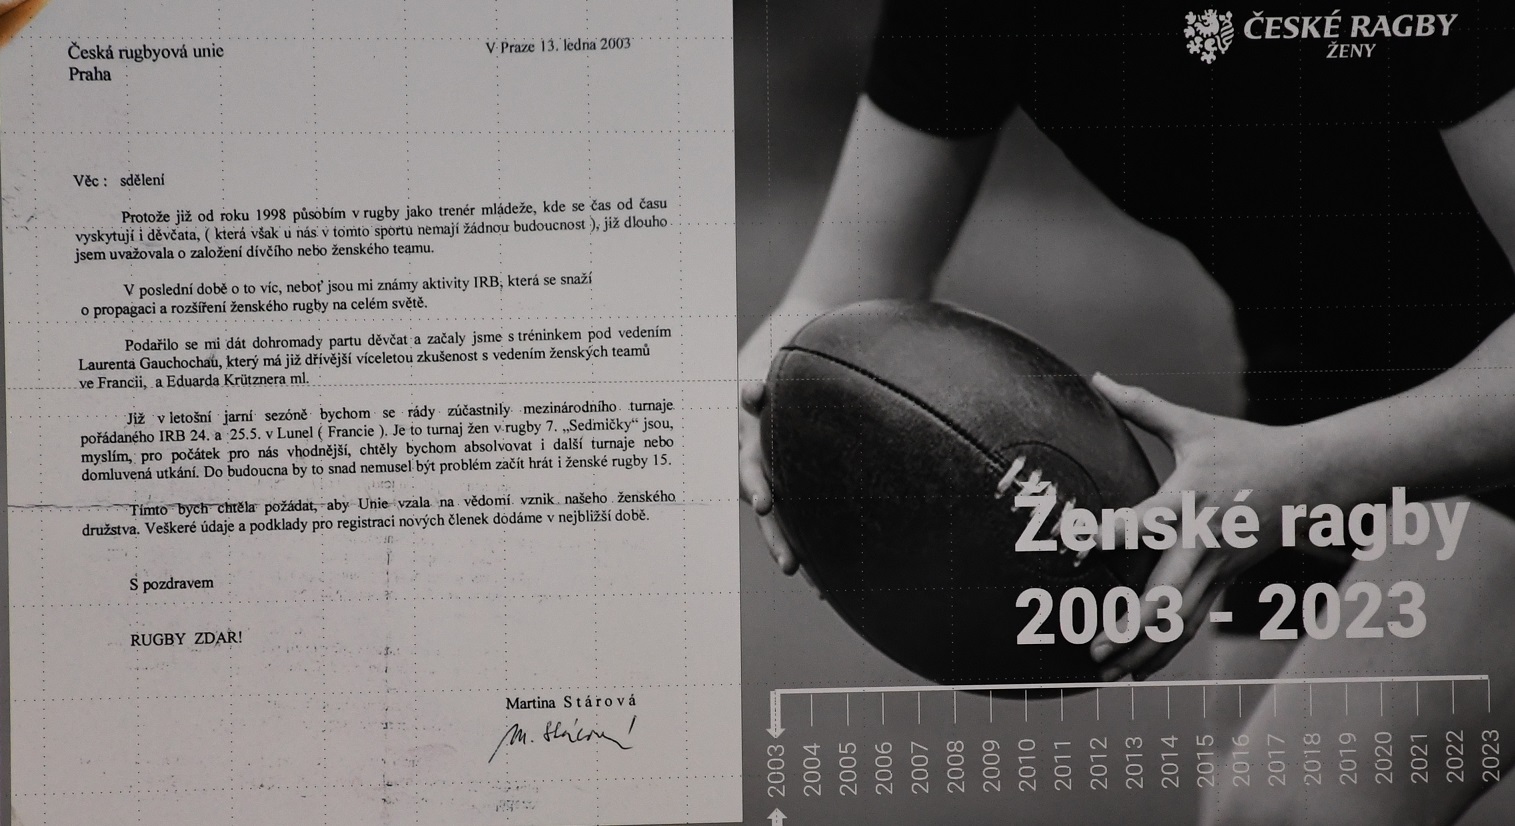 Česká rugbyová unie
Praha
V Praze 13. ledna 2003
Věc : sdělení
Protože již od roku 1998 působím v rugby jako trenér mládeže, kde se čas od času
vyskytují i děvčata, ( která však u nás v tomto sportu nemají žádnou budoucnost ), již dlouho
jsem uvažovala o založení dívčího nebo ženského teamu.
V poslední době o to víc, neboť jsou mi známy aktivity IRB, která se snaží
o propagaci a rozšíření ženského rugby na celém světě.
Podařilo se mi dát dohromady partu děvčat a začaly jsme s tréninkem pod vedením
Laurenta Gauchochau, který má již dřívější víceletou zkušenost s vedením ženských teamů
ve Francii, a Eduarda Krütznera ml.
Již v letošní jarní sezóně bychom se rády zúčastnily mezinárodního turnaje
pořádaného IRB 24. a 25.5. v Lunel ( Francie ). Je to turnaj žen v rugby 7. „Sedmičky“ jsou,
myslím, pro počátek pro nás vhodnější, chtěly bychom absolvovat i další turnaje nebo
domluvená utkání. Do budoucna by to snad nemusel být problém začít hrát i ženské rugby 15.
Tímto bych chtěla požádat, aby Unie vzala na vědomí vznik našeho ženského
družstva. Veškeré údaje a podklady pro registraci nových členek dodáme v nejbližší době.
S pozdravem
RUGBY ZDAR!
Martina Stárová
M. Stárová
ČESKÉ RAGBY
ŽENY
Ženské ragby
2003 - 2023
2003 2004 2005 2006 2007 2008 2009 2010 2011 2012 2013 2014 2015 2016 2017 2018 2019 2020 2021 2022 2023